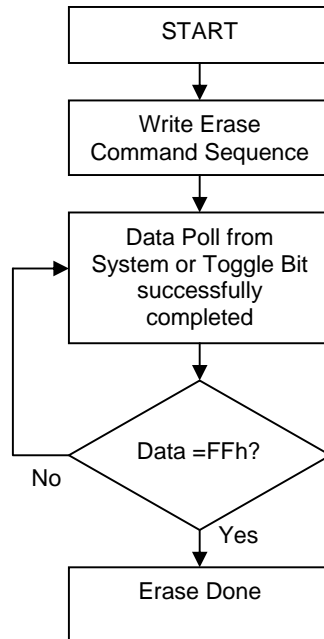 START
Write Erase
Command Sequence
Data Poll from
System or Toggle Bit
successfully
completed
Data =FFh?
No
Yes
Erase Done